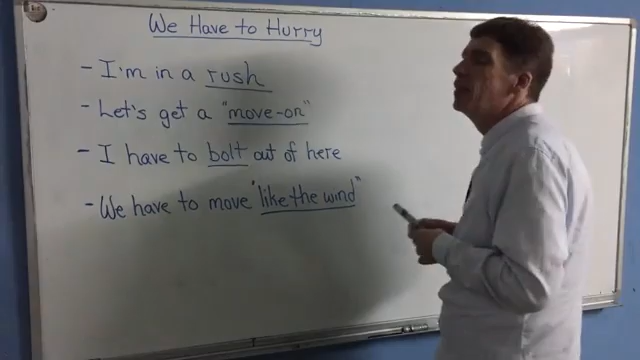 We Have to Hurry
- I'm in a rush
- Let's get a "move-on"
- I have to bolt out of here
- We have to move "like the wind"